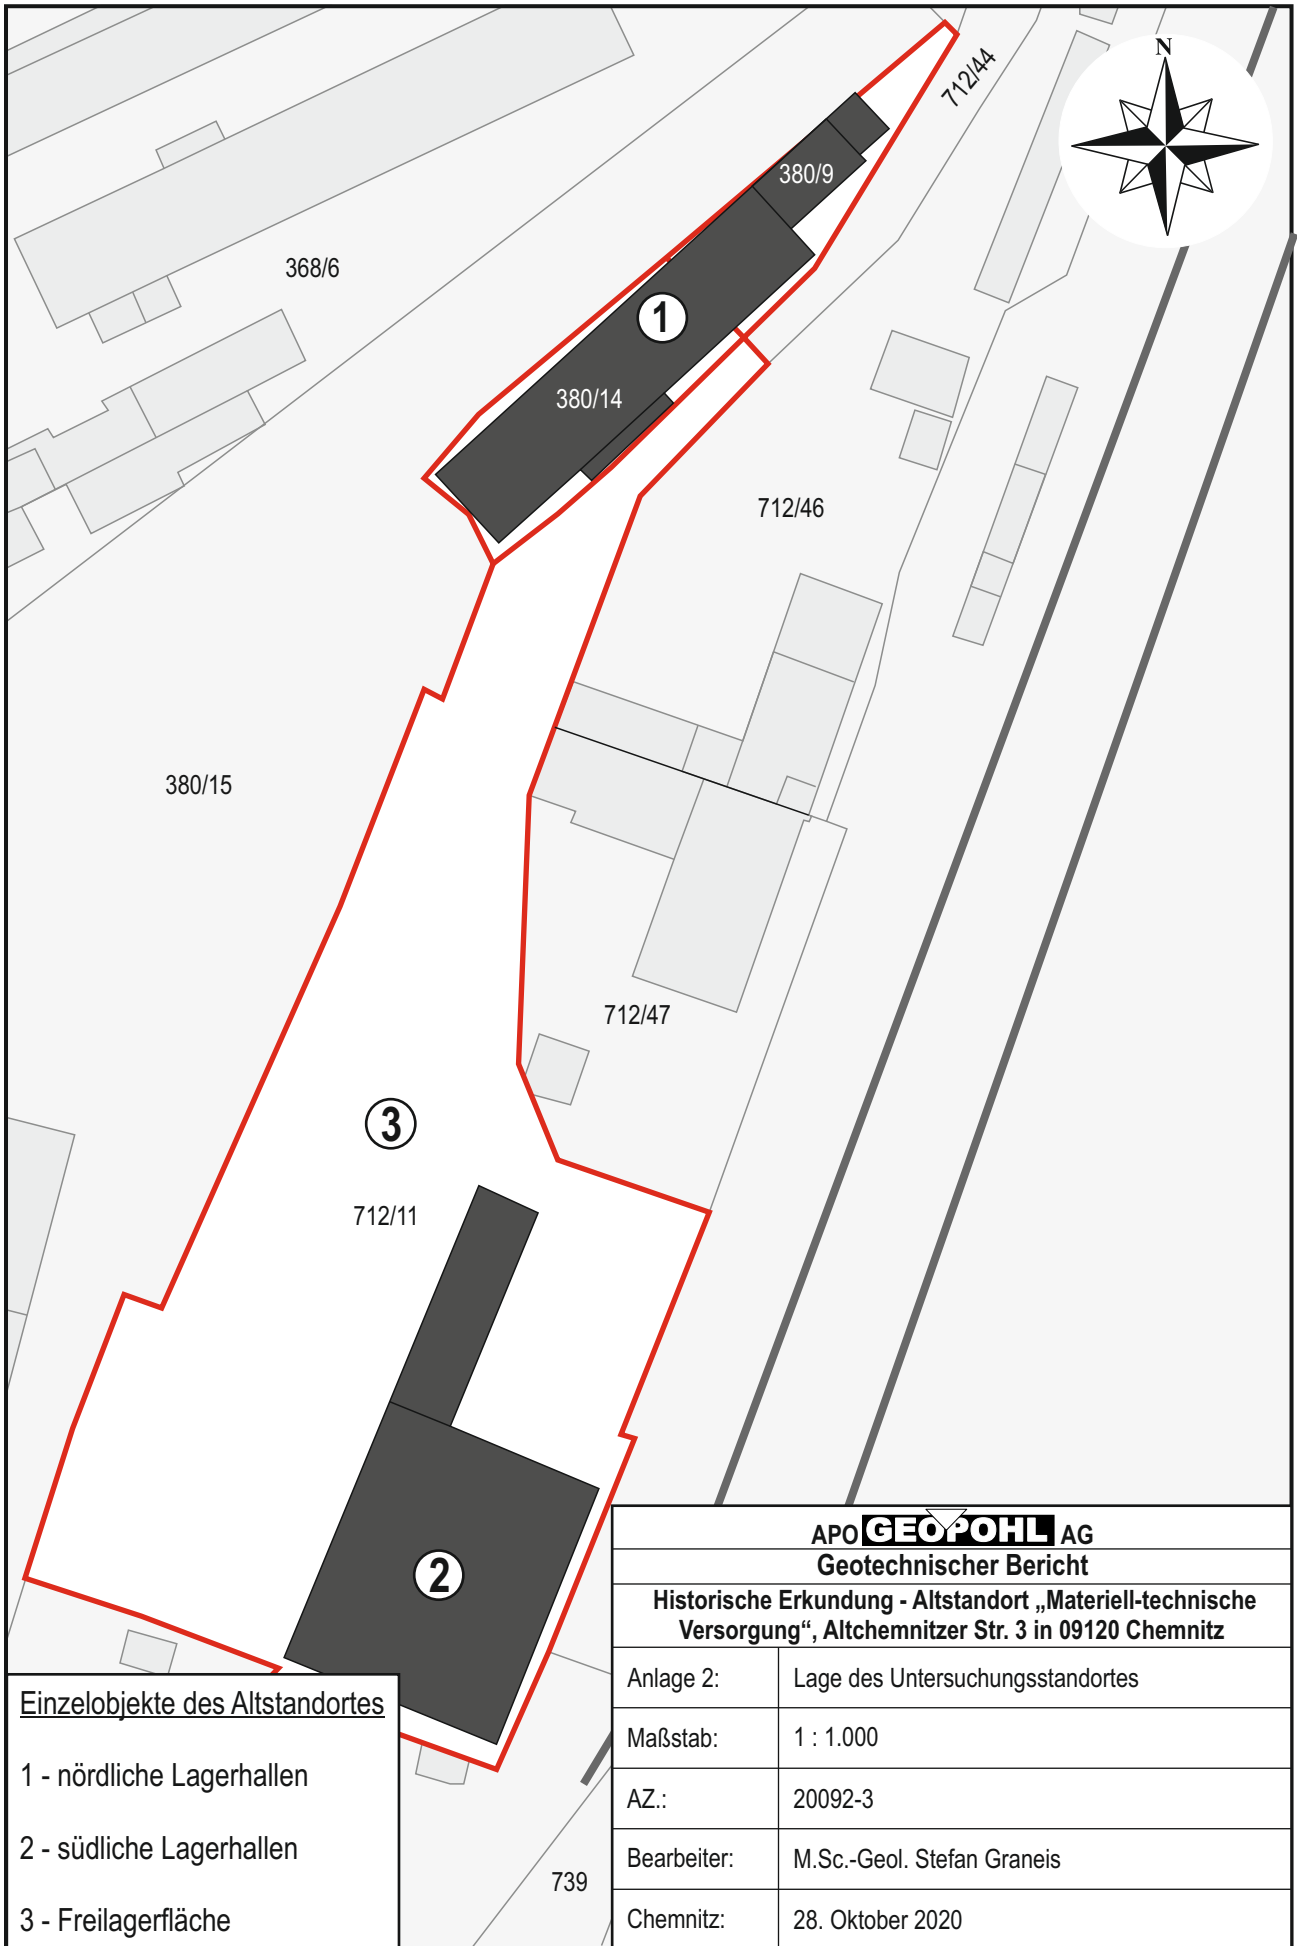 N
712/44
380/9
368/6
1
380/14
712/46
380/15
712/47
3
712/11
2
APO GEOPOHL AG
Geotechnischer Bericht
Historische Erkundung - Altstandort „Materiell-technische
Versorgung“, Altchemnitzer Str. 3 in 09120 Chemnitz
Anlage 2: Lage des Untersuchungsstandortes
Maßstab: 1 : 1.000
AZ.: 20092-3
Bearbeiter: M.Sc.-Geol. Stefan Graneis
Chemnitz: 28. Oktober 2020
Einzelobjekte des Altstandortes
1 - nördliche Lagerhallen
2 - südliche Lagerhallen
3 - Freilagerfläche
739